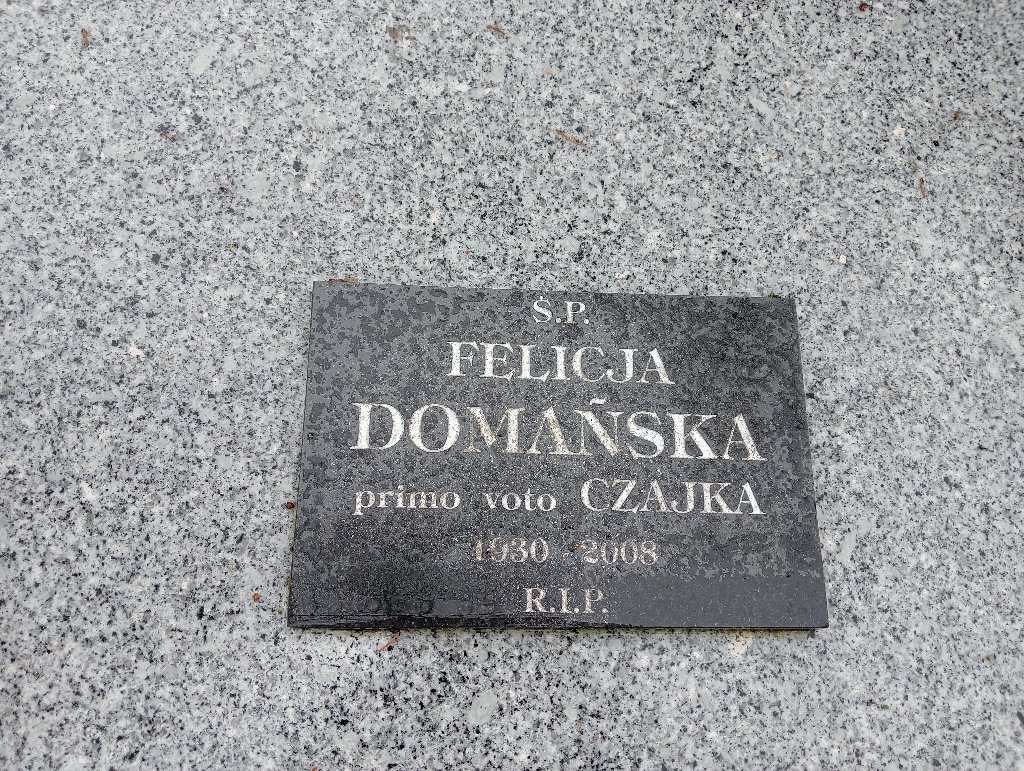 Ś.P.
FELICJA
DOMAŃSKA
primo voto CZAJKA
1930 - 2008
R.I.P.